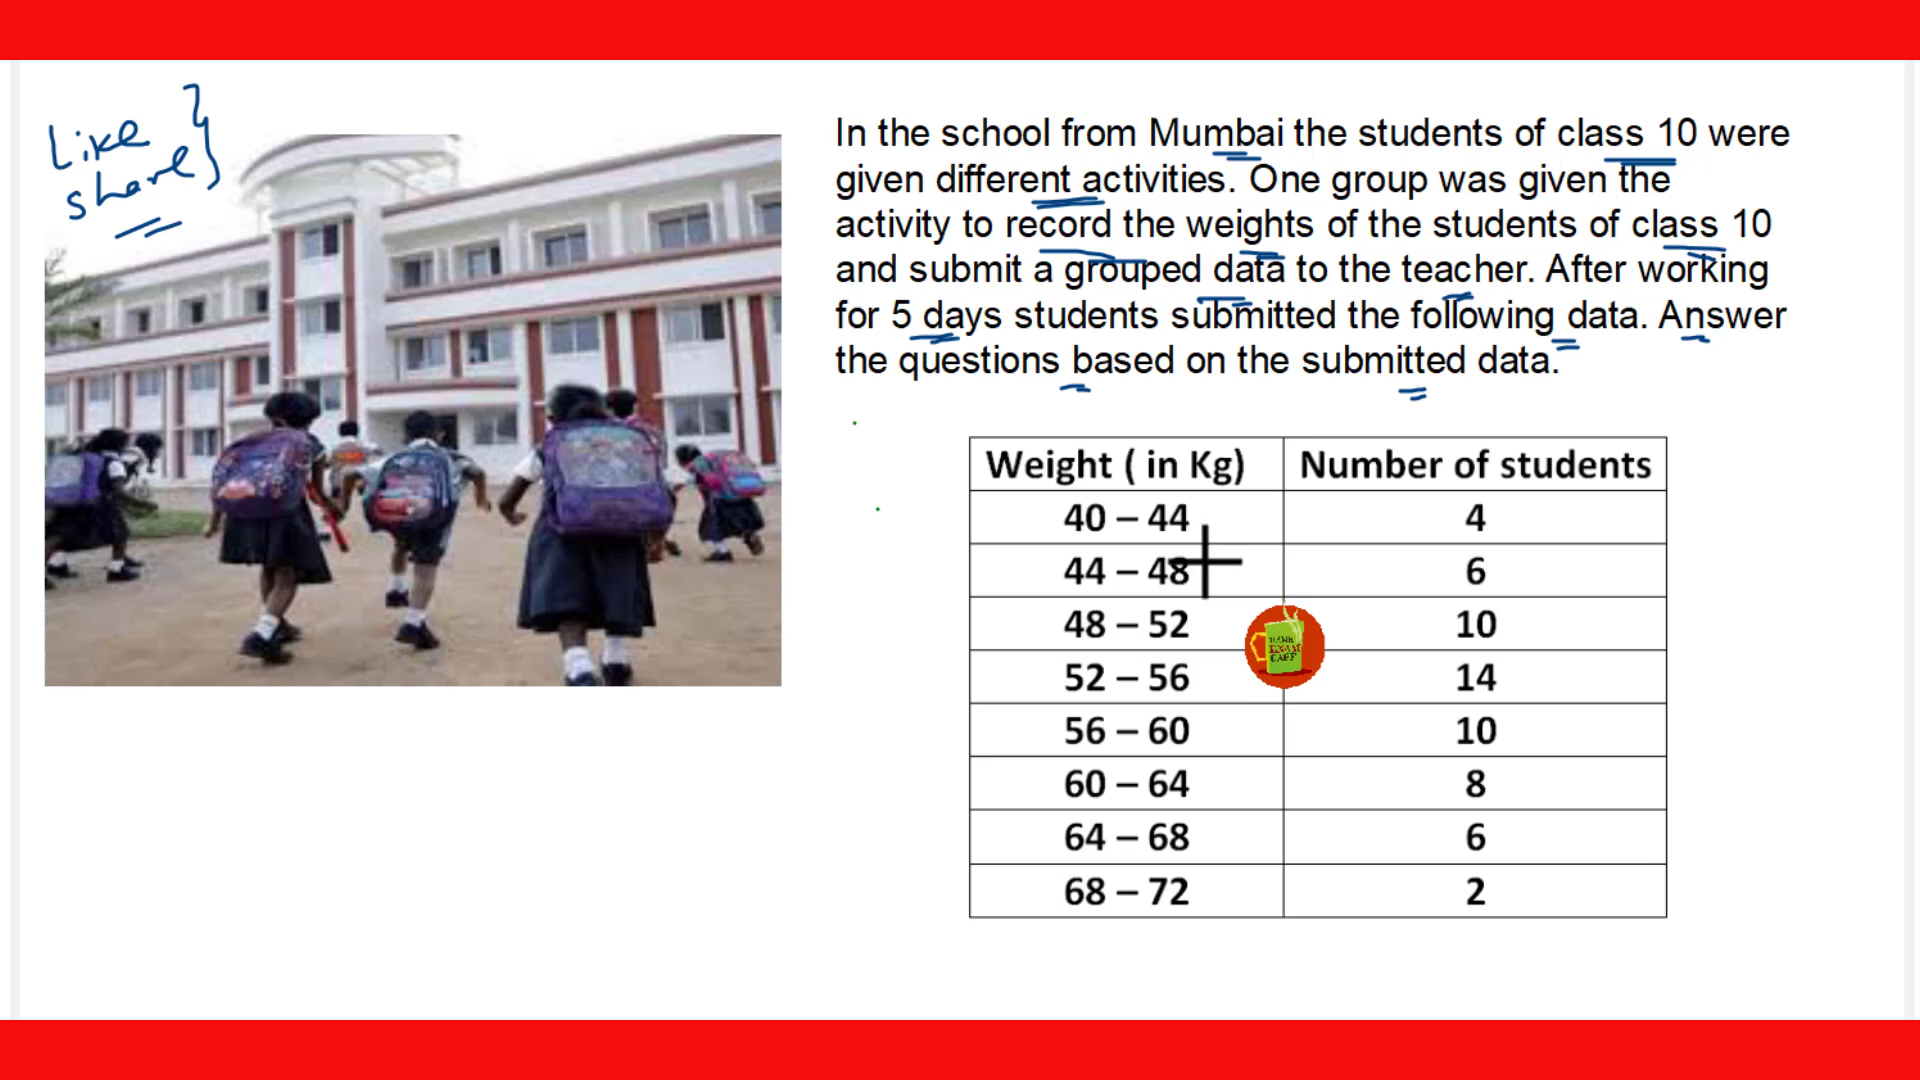 Like
share
In the school from Mumbai the students of class 10 were
given different activities. One group was given the
activity to record the weights of the students of class 10
and submit a grouped data to the teacher. After working
for 5 days students submitted the following data. Answer
the questions based on the submitted data.
Weight ( in Kg) Number of students
40 – 44 4
44 – 48 6
48 – 52 10
52 – 56 14
56 – 60 10
60 – 64 8
64 – 68 6
68 – 72 2